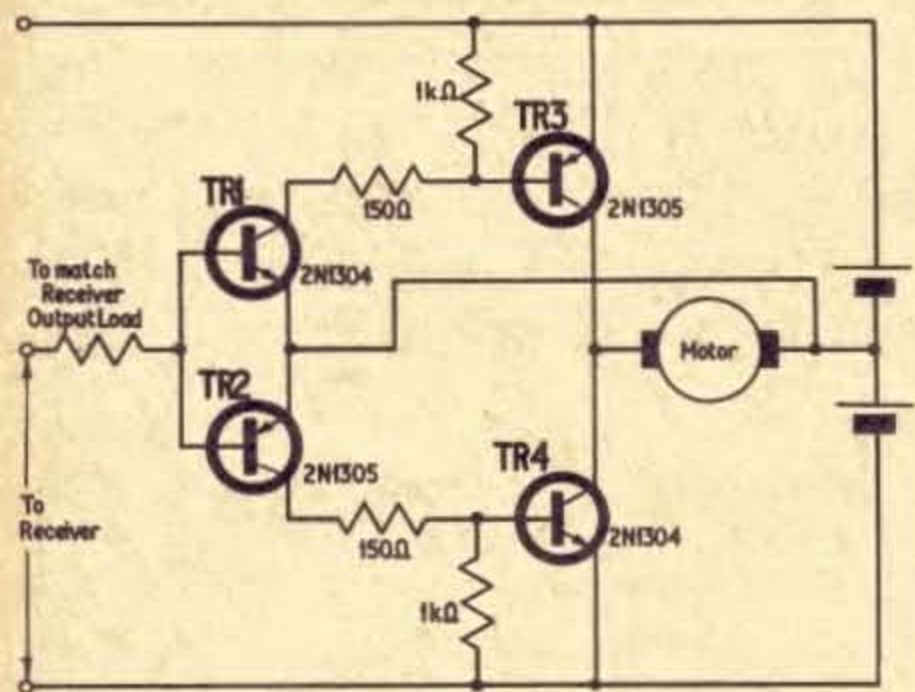 1kΩ
TR3
TR1
150Ω
2N1305
To match
Receiver
Output Load
2N1304
Motor
TR2
TR4
2N1305
To
Receiver
150Ω
2N1304
1kΩ